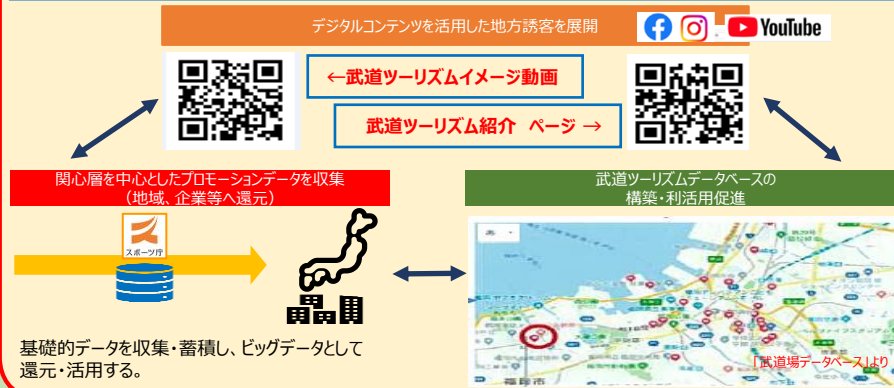 デジタルコンテンツを活用した地方誘客を展開
YouTube
←武道ツーリズムイメージ動画
武道ツーリズム紹介 ページ →
関心層を中心としたプロモーションデータを収集
（地域、企業等へ還元）
武道ツーリズムデータベースの
構築・利活用促進
スポーツ庁
基礎的データを収集・蓄積し、ビッグデータとして
還元・活用する。
あ
福岡市
「武道場データベース」より